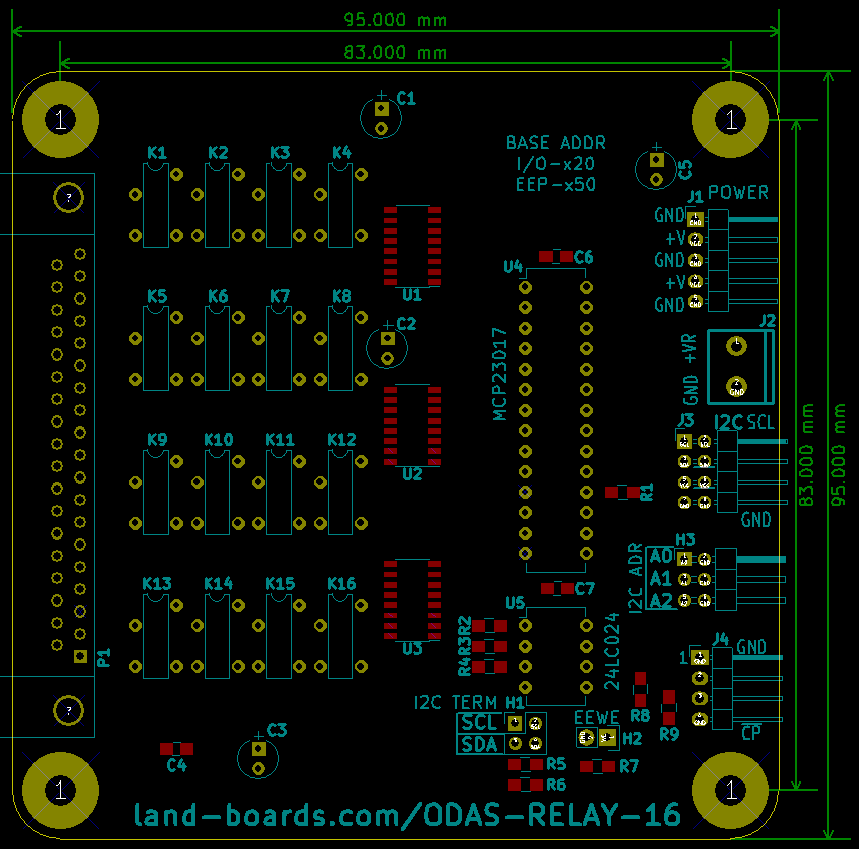 95.000 mm
83.000 mm
C1
1
1
K1 K2 K3 K4
BASE ADDR
I/O-x20
EEP-x50
C5
J1 POWER
?
GND
+V
GND
+V
GND
U4 C6
K5 K6 K7 K8
U1
C2
MCP23017
J2
GND +VR
J3 I2C SCL
K9 K10 K11 K12
U2
R1
GND
83.000 mm
95.000 mm
H3
I2C ADR
A0
A1
A2
K13 K14 K15 K16
C7
U5
R4R3R2
24LC024
U3
P1
1
J4 GND
?
I2C TERM H1
SCL
SDA
EEWE
H2
R8
R9
CP
C3
C4
R5
R6
R7
1
1
land-boards.com/ODAS-RELAY-16